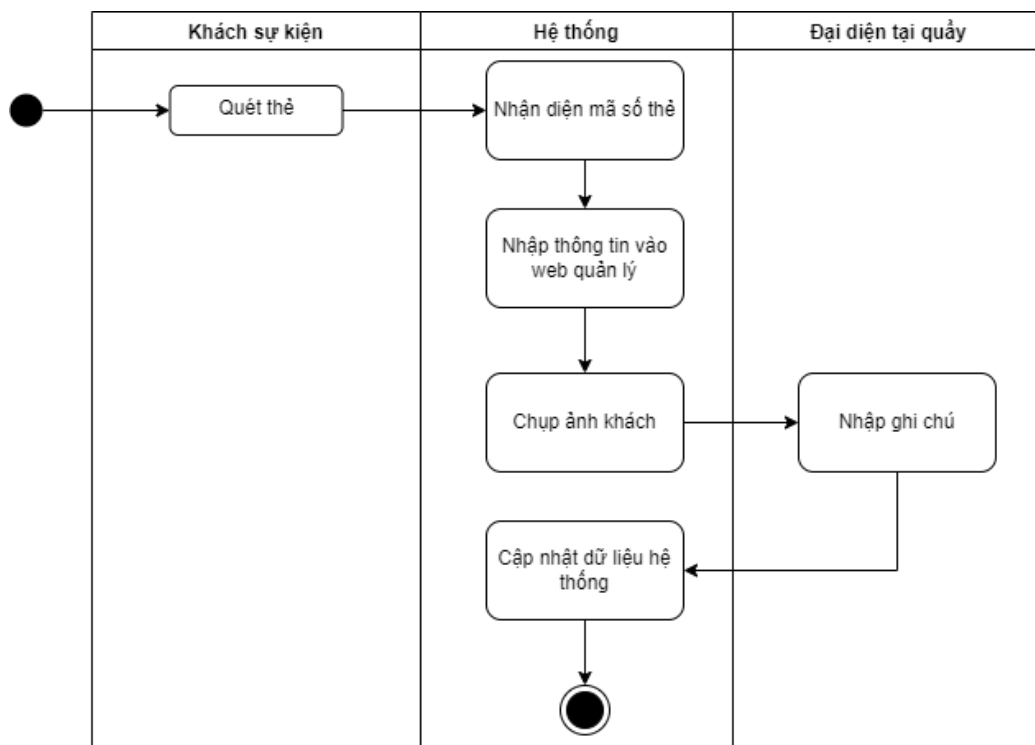 Khách sự kiện
Hệ thống
Đại diện tại quầy
Quét thẻ
Nhận diện mã số thẻ
Nhập thông tin vào
web quản lý
Chụp ảnh khách
Nhập ghi chú
Cập nhật dữ liệu hệ
thống